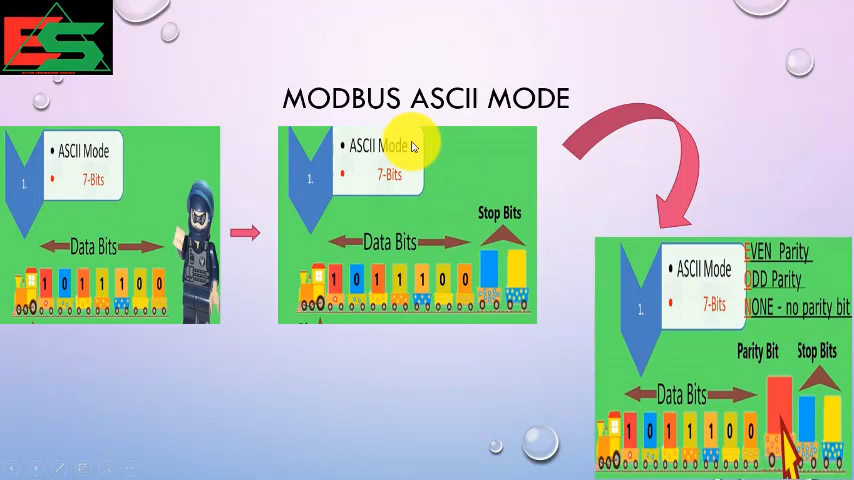 ES
MODBUS ASCII MODE
1.
• ASCII Mode
• 7-Bits
Data Bits
1 0 1 1 1 0 0
1.
• ASCII Mode
• 7-Bits
Stop Bits
Data Bits
1 0 1 1 1 0 0
1.
• ASCII Mode
• 7-Bits
EVEN Parity
ODD Parity
NONE - no parity bit
Parity Bit
Stop Bits
Data Bits
1 0 1 1 1 0 0